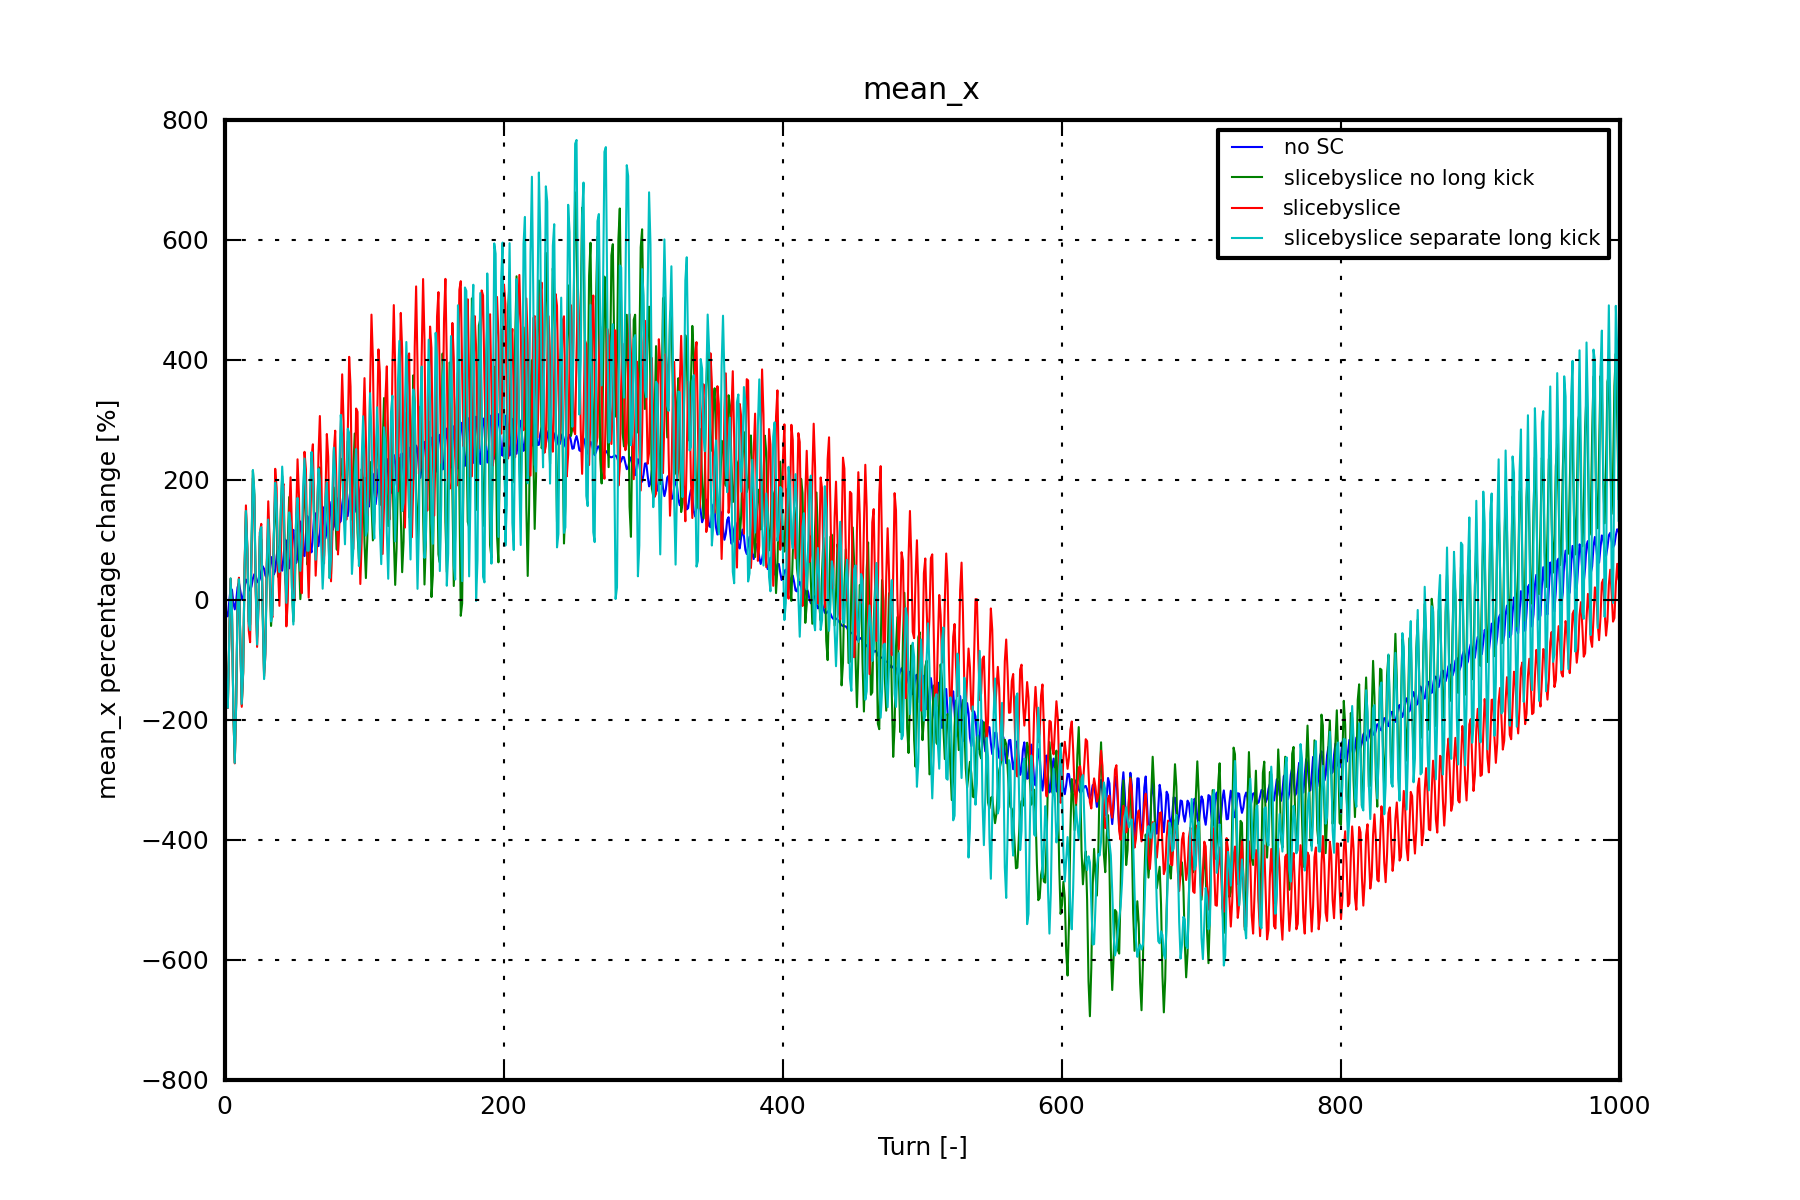 mean_x
no SC
slicebyslice no long kick
slicebyslice
slicebyslice separate long kick
mean_x percentage change [%]
800
600
400
200
0
−200
−400
−600
−800
0 200 400 600 800 1000
Turn [-]